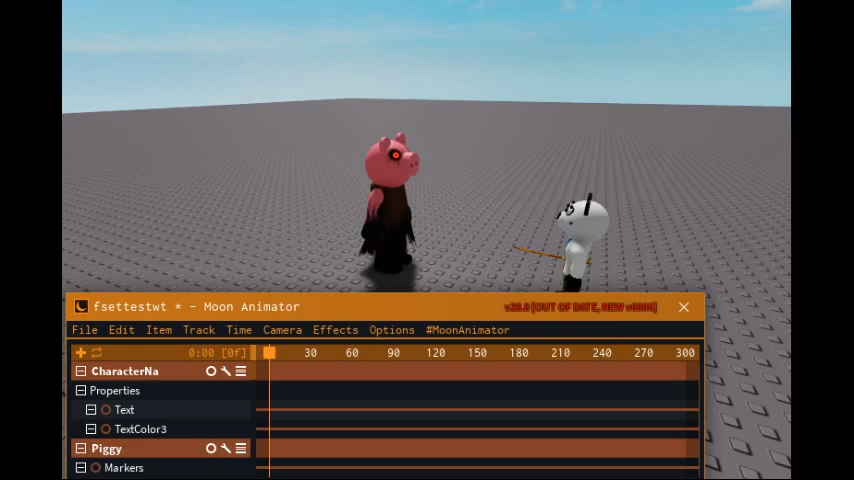 fsettestwt * - Moon Animator
File Edit Item Track Time Camera Effects Options #MoonAnimator
0:00 [0f] 30 60 90 120 150 180 210 240 270 300
CharacterNa
Properties
Text
TextColor3
Piggy
Markers